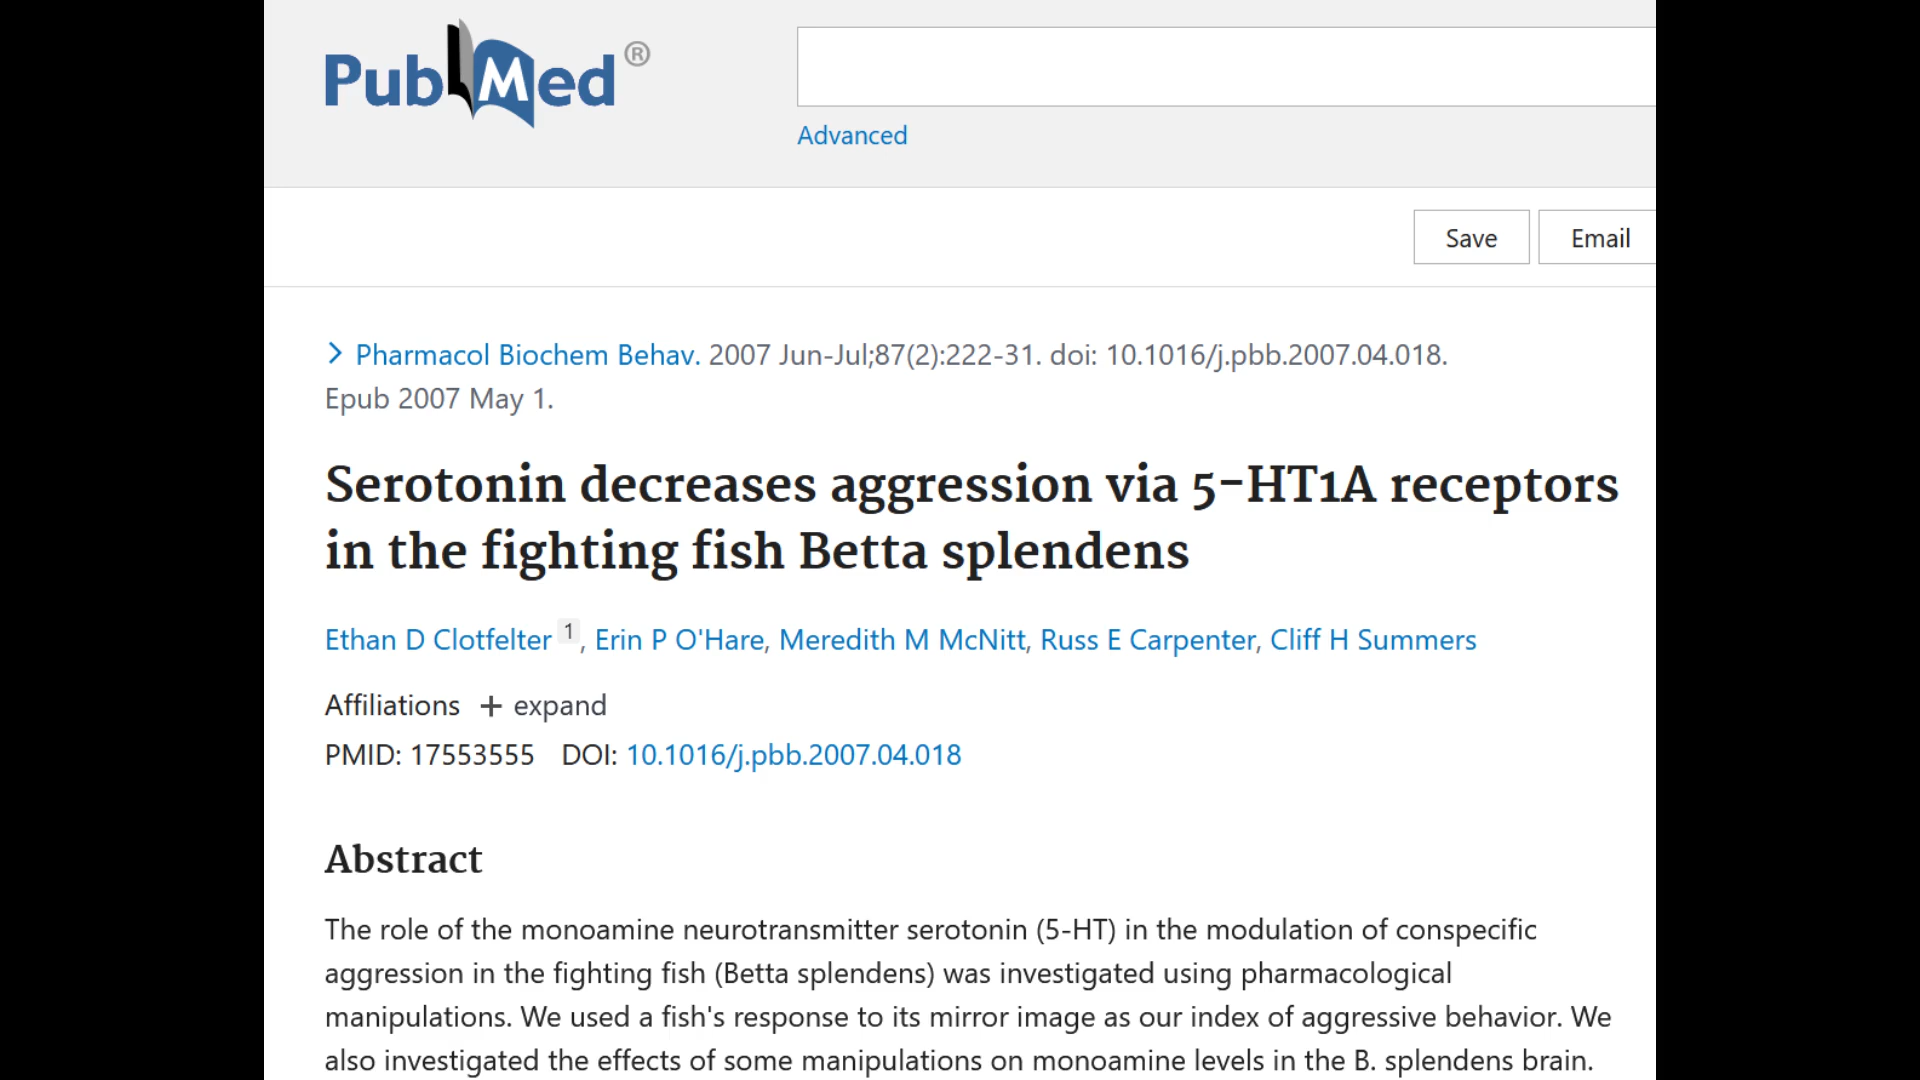 PubMed®
Advanced
Save
Email
Pharmacol Biochem Behav. 2007 Jun-Jul;87(2):222-31. doi: 10.1016/j.pbb.2007.04.018.
Epub 2007 May 1.
Serotonin decreases aggression via 5-HT1A receptors
in the fighting fish Betta splendens
Ethan D Clotfelter 1, Erin P O'Hare, Meredith M McNitt, Russ E Carpenter, Cliff H Summers
Affiliations + expand
PMID: 17553555 DOI: 10.1016/j.pbb.2007.04.018
Abstract
The role of the monoamine neurotransmitter serotonin (5-HT) in the modulation of conspecific
aggression in the fighting fish (Betta splendens) was investigated using pharmacological
manipulations. We used a fish's response to its mirror image as our index of aggressive behavior. We
also investigated the effects of some manipulations on monoamine levels in the B. splendens brain.